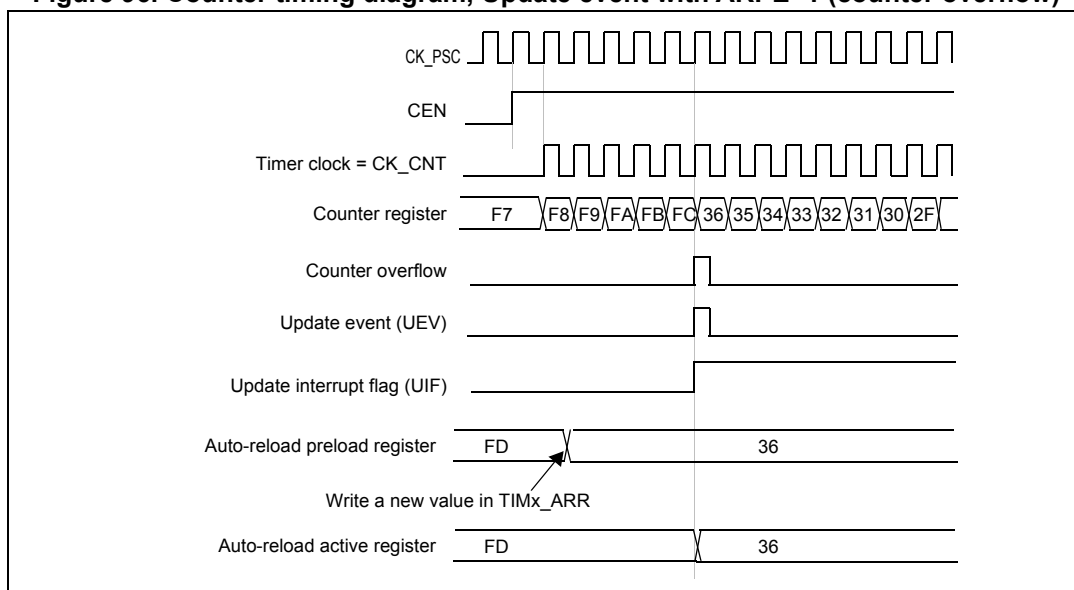 CK_PSC
CEN
Timer clock = CK_CNT
Counter register F7 F8 F9 FA FB FC 36 35 34 33 32 31 30 2F
Counter overflow
Update event (UEV)
Update interrupt flag (UIF)
Auto-reload preload register FD 36
Write a new value in TIMx_ARR
Auto-reload active register FD 36